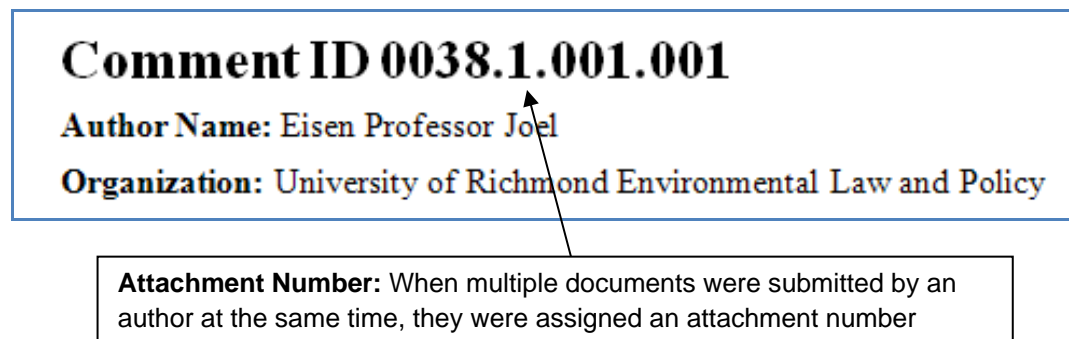 Comment ID 0038.1.001.001
Author Name: Eisen Professor Joel
Organization: University of Richmond Environmental Law and Policy
Attachment Number: When multiple documents were submitted by an
author at the same time, they were assigned an attachment number